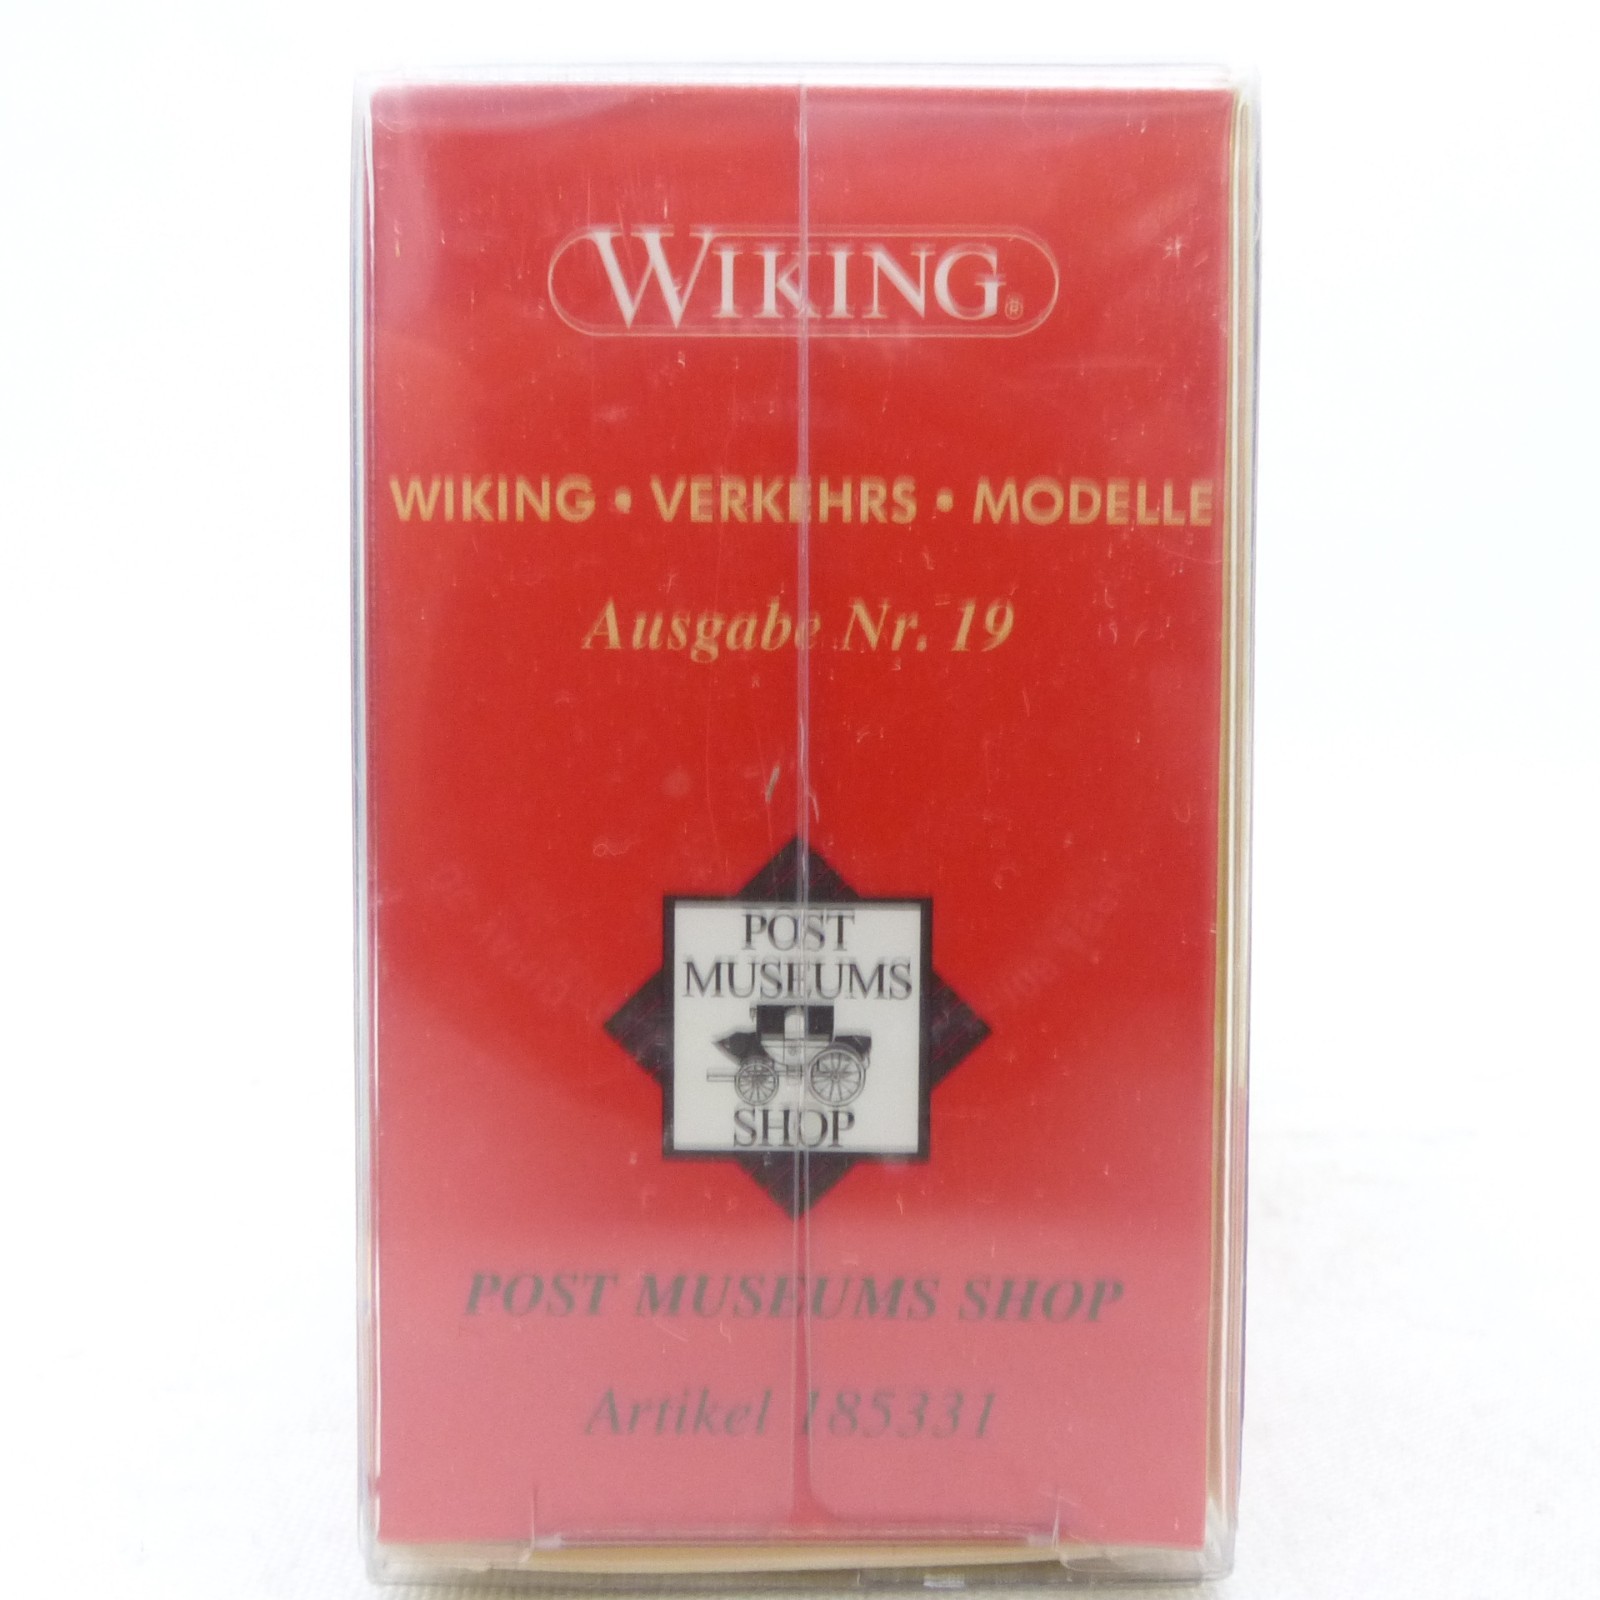 WIKING®
WIKING • VERKEHRS • MODELLE
Ausgabe Nr. 19
POST
MUSEUMS
SHOP
POST MUSEUMS SHOP
Artikel 185331